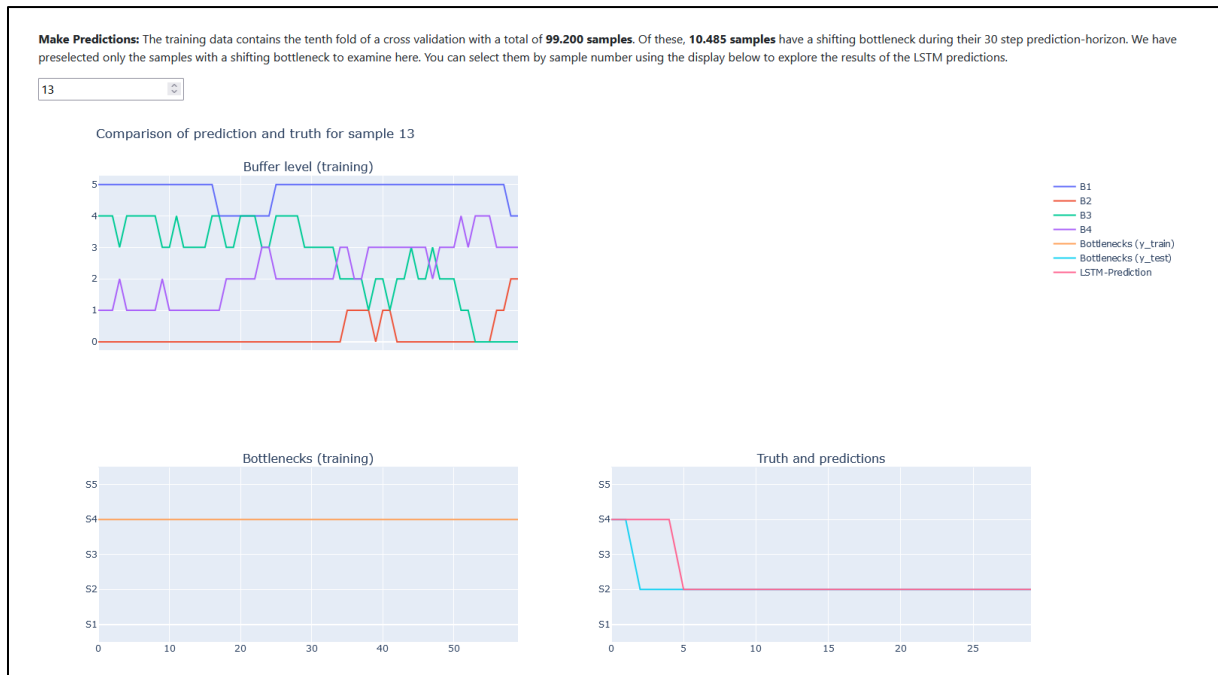 Make Predictions: The training data contains the tenth fold of a cross validation with a total of 99.200 samples. Of these, 10.485 samples have a shifting bottleneck during their 30 step prediction-horizon. We have
preselected only the samples with a shifting bottleneck to examine here. You can select them by sample number using the display below to explore the results of the LSTM predictions.
13
Comparison of prediction and truth for sample 13
Buffer level (training)
5
4
3
2
1
0
B1
B2
B3
B4
Bottlenecks (y_train)
Bottlenecks (y_test)
LSTM-Prediction
Bottlenecks (training)
S5
S4
S3
S2
S1
0 10 20 30 40 50
Truth and predictions
S5
S4
S3
S2
S1
0 5 10 15 20 25